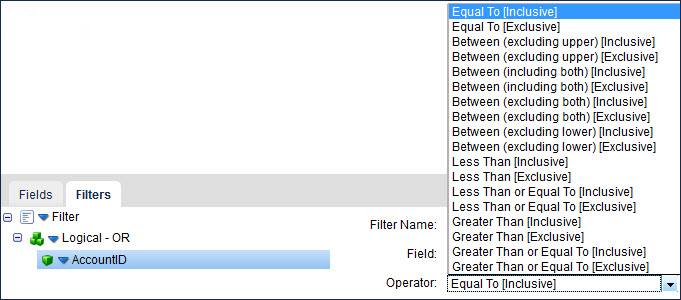 Equal To [Inclusive]
Equal To [Exclusive]
Between (excluding upper) [Inclusive]
Between (excluding upper) [Exclusive]
Between (including both) [Inclusive]
Between (including both) [Exclusive]
Between (excluding both) [Inclusive]
Between (excluding both) [Exclusive]
Between (excluding lower) [Inclusive]
Between (excluding lower) [Exclusive]
Less Than [Inclusive]
Less Than [Exclusive]
Less Than or Equal To [Inclusive]
Less Than or Equal To [Exclusive]
Greater Than [Inclusive]
Greater Than [Exclusive]
Greater Than or Equal To [Inclusive]
Greater Than or Equal To [Exclusive]
Fields Filters
Filter
Logical - OR
AccountID
Filter Name:
Field:
Operator: Equal To [Inclusive]